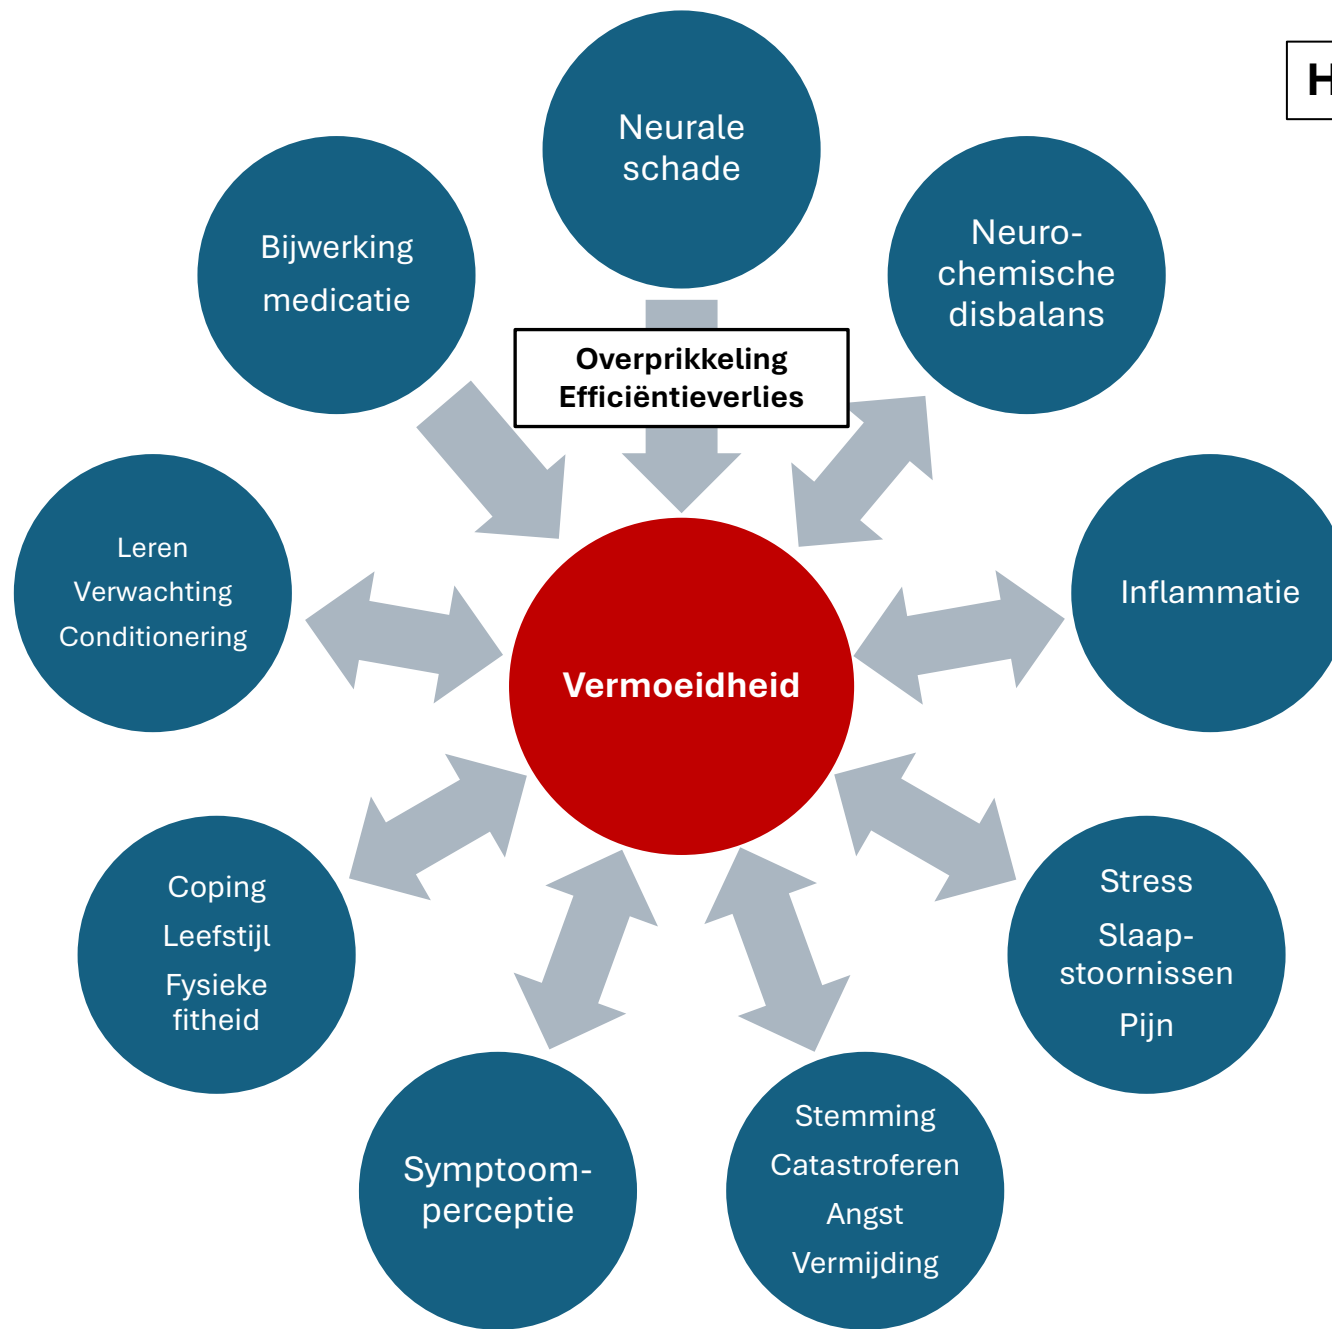 Neurale
schade
H
Neuro-
chemische
disbalans
Bijwerking
medicatie
Overprikkeling
Efficiëntieverlies
Leren
Verwachting
Conditionering
Inflammatie
Vermoeidheid
Coping
Leefstijl
Fysieke
fitheid
Stress
Slaap-
stoornissen
Pijn
Symptoom-
perceptie
Stemming
Catastroferen
Angst
Vermijding